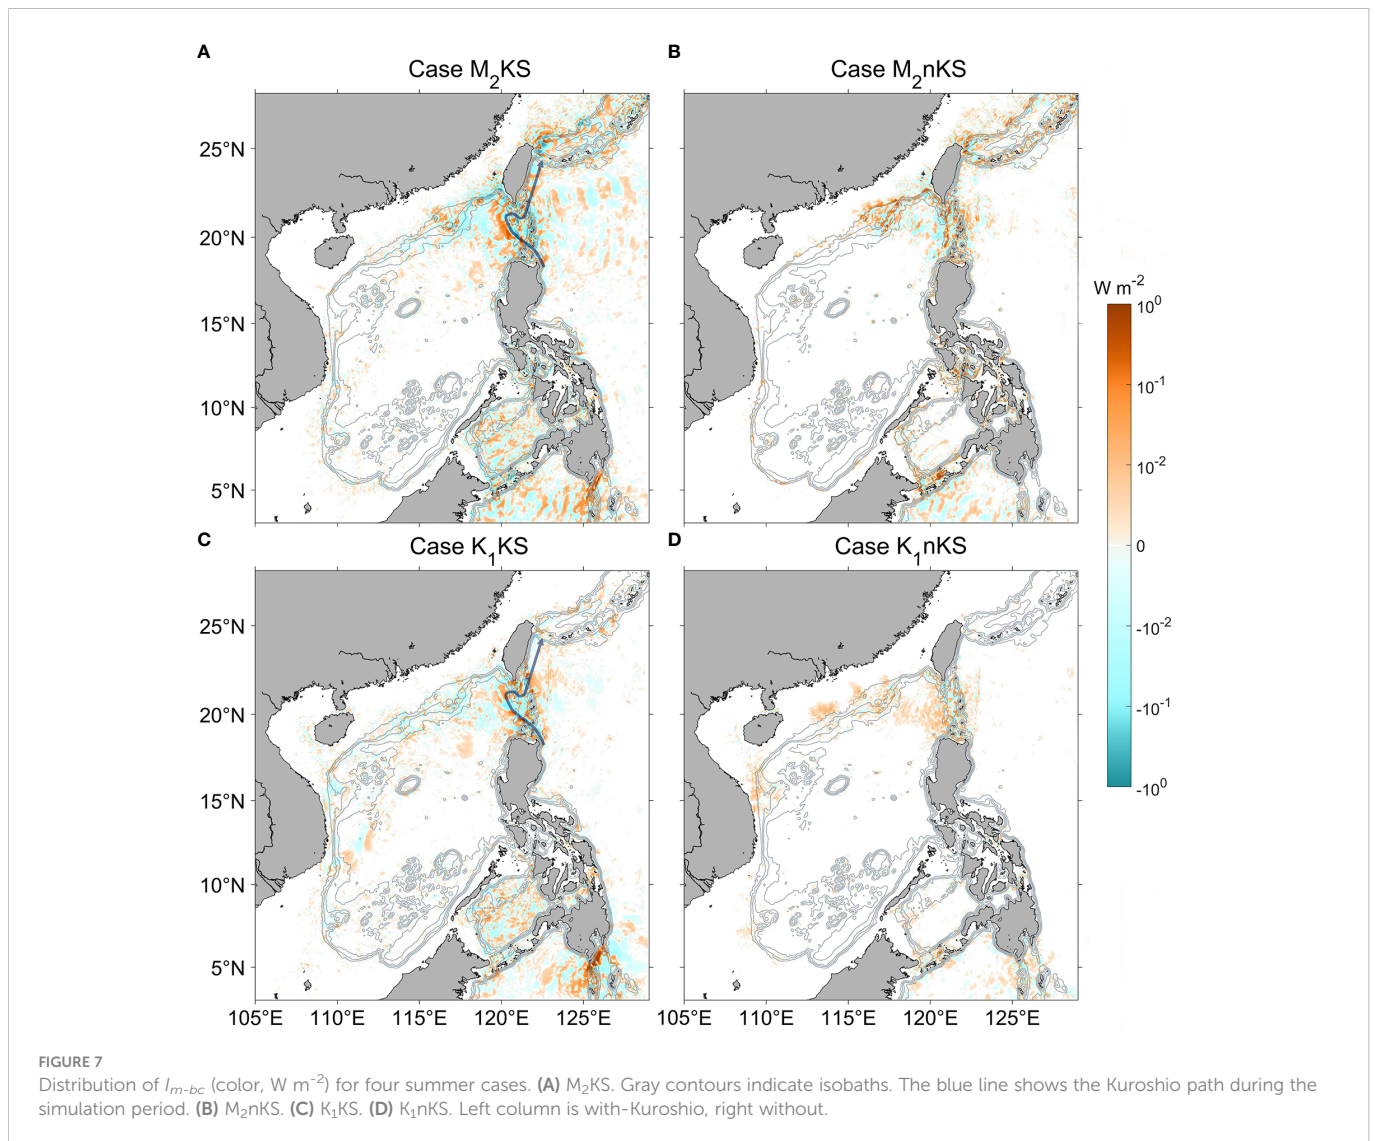 A
B
Case M2KS
Case M2nKS
25°N
20°N
15°N
10°N
5°N
W m-2
10^0
10^-1
10^-2
0
-10^-2
-10^-1
-10^0
C
D
Case K1KS
Case K1nKS
25°N
20°N
15°N
10°N
5°N
105°E 110°E 115°E 120°E 125°E
105°E 110°E 115°E 120°E 125°E
FIGURE 7
Distribution of Im-bc (color, W m−2) for four summer cases. (A) M2KS. Gray contours indicate isobaths. The blue line shows the Kuroshio path during the
simulation period. (B) M2nKS. (C) K1KS. (D) K1nKS. Left column is with-Kuroshio, right without.